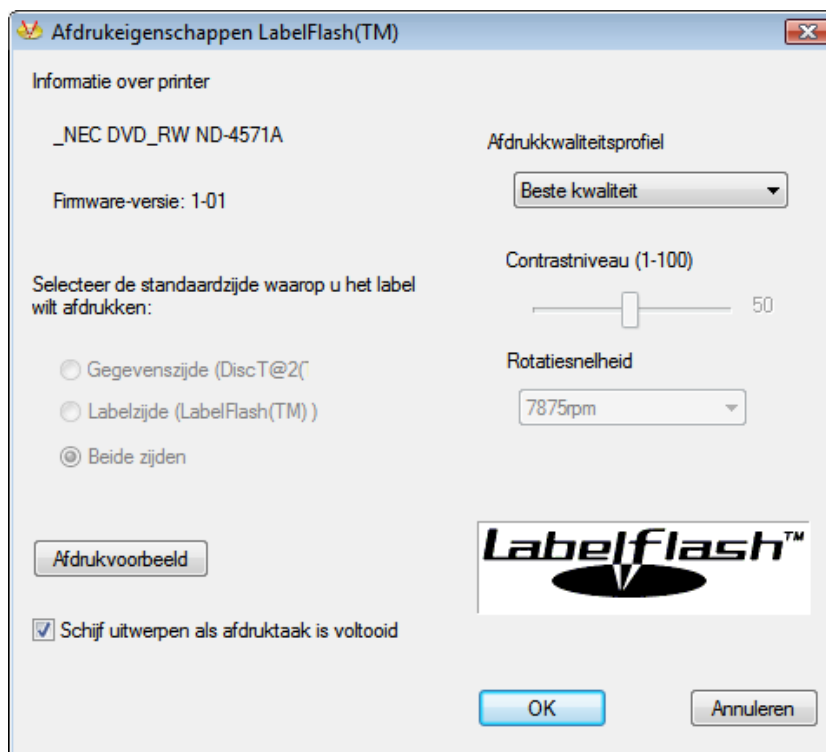 Afdrukeigenschappen LabelFlash(TM)
Informatie over printer
_NEC DVD_RW ND-4571A
Firmware-versie: 1-01
Selecteer de standaardzijde waarop u het label
wilt afdrukken:
Gegevenszijde (DiscT@2(T
Labelzijde (LabelFlash(TM) )
Beide zijden
Afdrukvoorbeeld
Schijf uitwerpen als afdruktaak is voltooid
Afdrukkwaliteitsprofiel
Beste kwaliteit
Contrastniveau (1-100)
50
Rotatiesnelheid
7875rpm
Labelflash™
OK
Annuleren